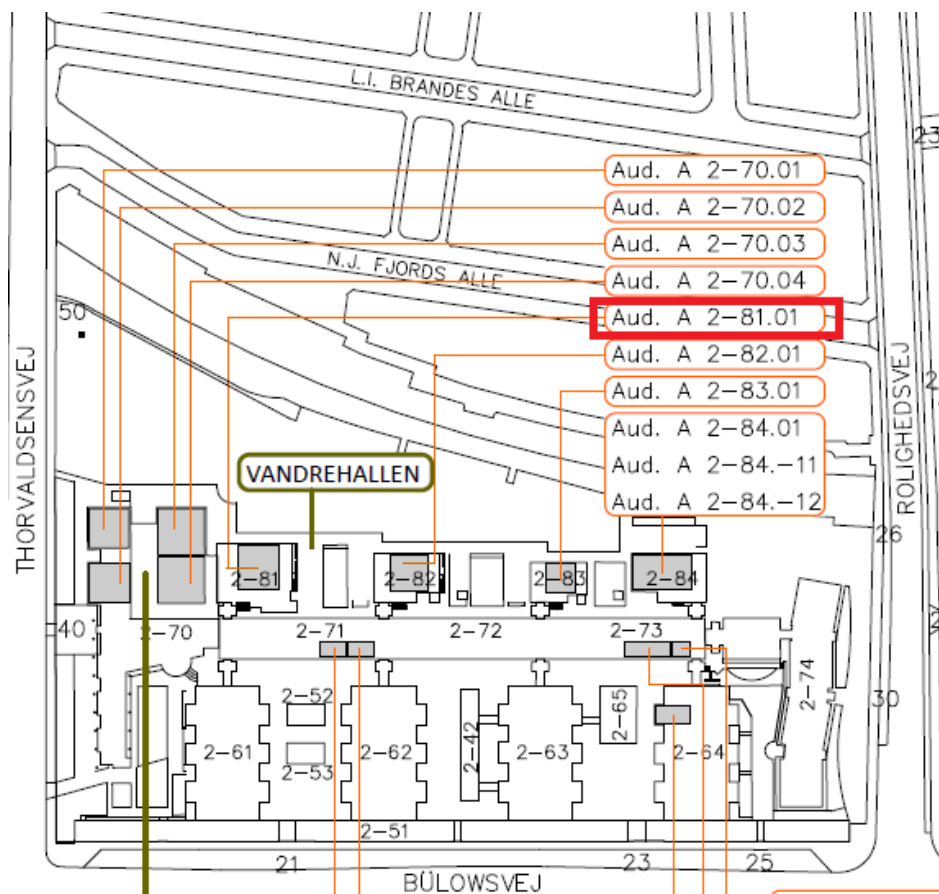 L.I. BRANDES ALLE
23
Aud. A 2-70.01
Aud. A 2-70.02
Aud. A 2-70.03
N.J. FJORDS ALLE
Aud. A 2-70.04
50
Aud. A 2-81.01
THORVALDSENSVEJ
ROLIGHEDSVEJ
Aud. A 2-82.01
Aud. A 2-83.01
Aud. A 2-84.01
Aud. A 2-84.-11
Aud. A 2-84.-12
VANDREHALLEN
26
2-81
2-82
2-83
2-84
40
2-70
2-71
2-72
2-73
2-74
30
2-52
2-65
2-61
2-53
2-62
2-42
2-63
2-64
2-51
21
23
25
BÜLOWSVEJ